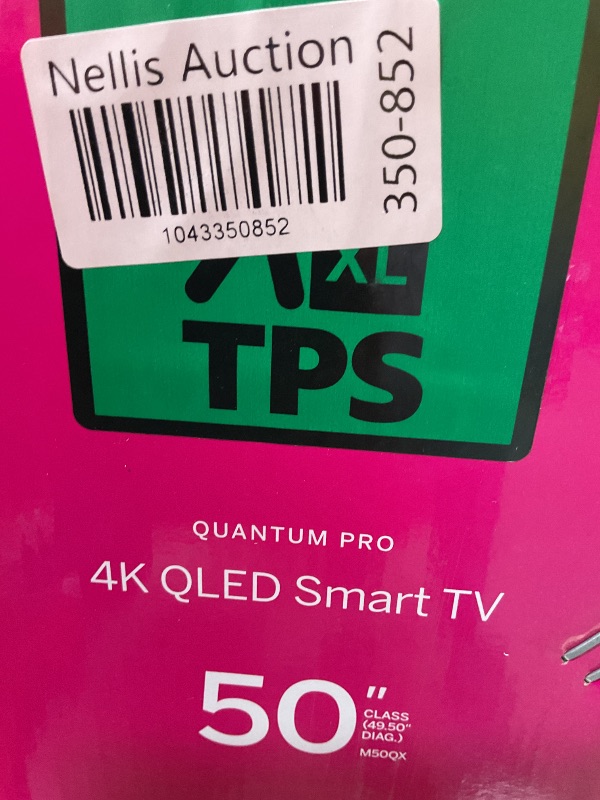 Nellis Auction
350-852
1043350852
XL
TPS
QUANTUM PRO
4K QLED Smart TV
50"
CLASS
(49.50"
DIAG.)
M50QX